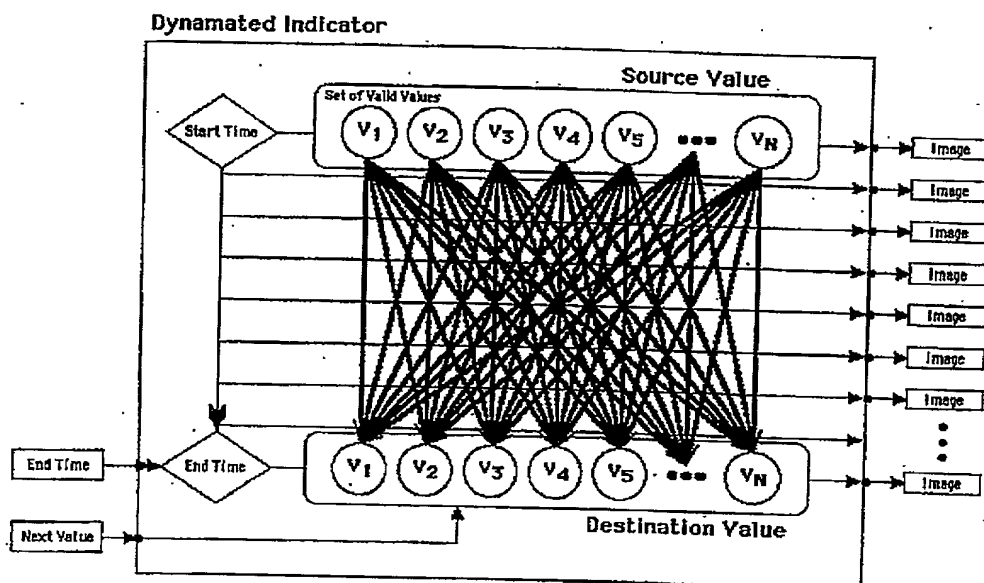 Dynamated Indicator
Source Value
Set of Valid Values
Start Time
V1 V2 V3 V4 V5 ••• VN
Image
Image
Image
Image
Image
Image
Image
End Time
End Time
V1 V2 V3 V4 V5 ••• VN
Image
Next Value
Destination Value